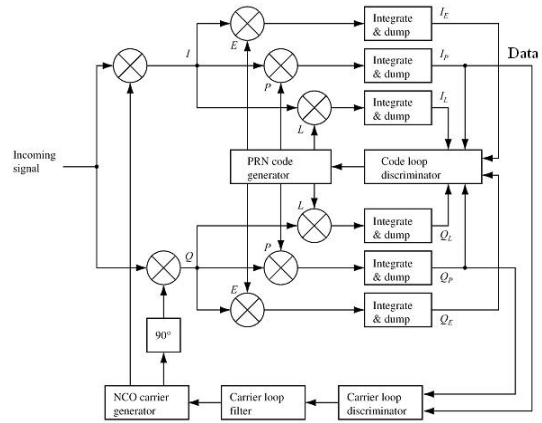 Integrate
& dump
I_E
E
I
Integrate
& dump
I_P
Data
P
Integrate
& dump
I_L
L
Incoming
signal
PRN code
generator
Code loop
discriminator
L
Integrate
& dump
Q_L
Q
P
Integrate
& dump
Q_P
E
Integrate
& dump
Q_E
90°
NCO carrier
generator
Carrier loop
filter
Carrier loop
discriminator